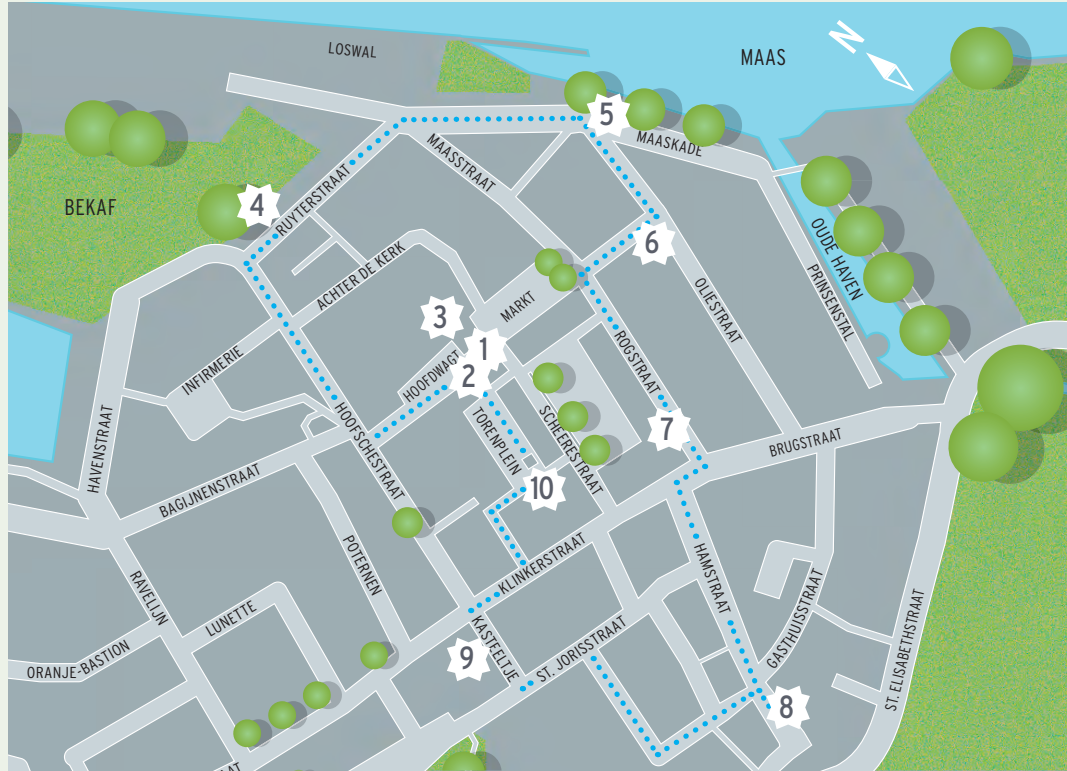 LOSWAL
MAAS
N
5
MAASKADE
MAASSTRAAT
BEKAF
4
RUYTERSTRAAT
OUDE HAVEN
6
ACHTER DE KERK
PRINSENSTAL
OLIESTRAAT
3
MARKT
1
ROGSTRAAT
INFIRMERIE
HOOFDWAGT
2
HAVENSTRAAT
HOOFSCHESTRAAT
TORENPLEIN
SCHEERESTRAAT
7
BRUGSTRAAT
BAGIJNENSTRAAT
10
POTERNEN
KLINKERSTRAAT
HAMSTRAAT
RAVELIJN
LUNETTE
GASTHUISSTRAAT
KASTEELTJE
ST. JORISSTRAAT
ST. ELISABETHSTRAAT
ORANJE-BASTION
9
8